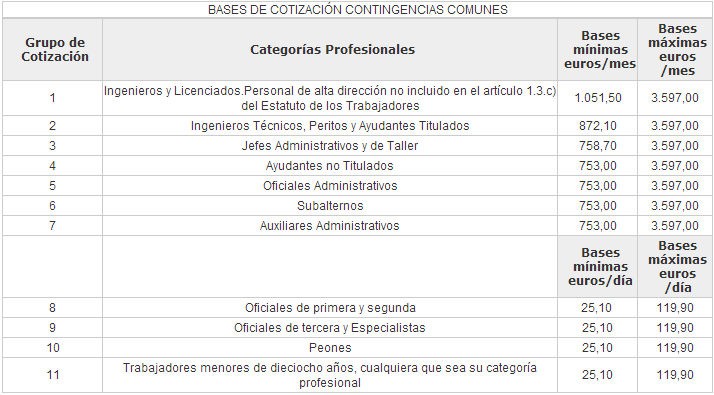 BASES DE COTIZACIÓN CONTINGENCIAS COMUNES
Grupo de Cotización Categorías Profesionales Bases mínimas euros/mes Bases máximas euros /mes
1 Ingenieros y Licenciados.Personal de alta dirección no incluido en el artículo 1.3.c) del Estatuto de los Trabajadores 1.051,50 3.597,00
2 Ingenieros Técnicos, Peritos y Ayudantes Titulados 872,10 3.597,00
3 Jefes Administrativos y de Taller 758,70 3.597,00
4 Ayudantes no Titulados 753,00 3.597,00
5 Oficiales Administrativos 753,00 3.597,00
6 Subalternos 753,00 3.597,00
7 Auxiliares Administrativos 753,00 3.597,00
Bases mínimas euros/día Bases máximas euros /día
8 Oficiales de primera y segunda 25,10 119,90
9 Oficiales de tercera y Especialistas 25,10 119,90
10 Peones 25,10 119,90
11 Trabajadores menores de dieciocho años, cualquiera que sea su categoría profesional 25,10 119,90